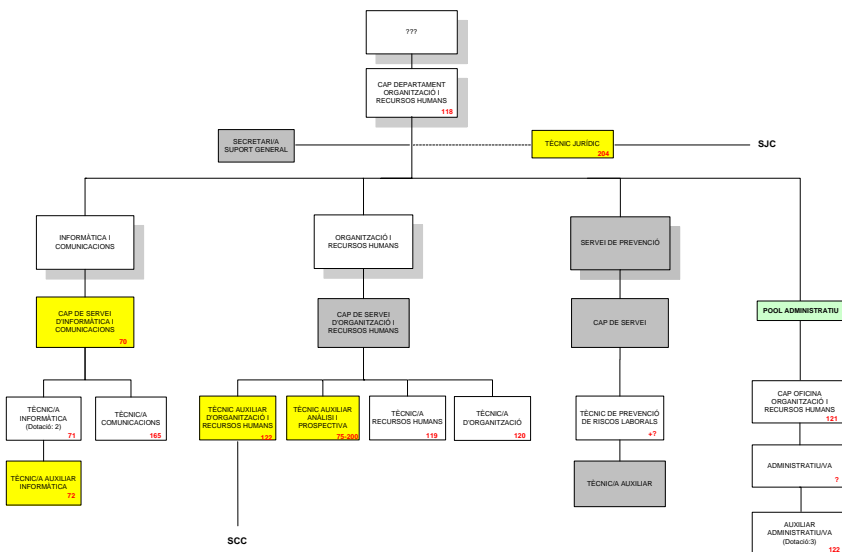 ???
CAP DEPARTAMENT
ORGANITZACIÓ I
RECURSOS HUMANS
118
SECRETARI/A
SUPORT GENERAL
TÈCNIC JURÍDIC
204
SJC
INFORMÀTICA I
COMUNICACIONS
ORGANITZACIÓ I
RECURSOS HUMANS
SERVEI DE PREVENCIÓ
CAP DE SERVEI
D'INFORMÀTICA I
COMUNICACIONS
70
CAP DE SERVEI
D'ORGANITZACIÓ I
RECURSOS HUMANS
CAP DE SERVEI
POOL ADMINISTRATIU
TÈCNIC/A
INFORMÀTICA
(Dotació: 2)
71
TÈCNIC/A
COMUNICACIONS
165
TÈCNIC AUXILIAR
D'ORGANITZACIÓ I
RECURSOS HUMANS
TÈCNIC AUXILIAR
ANÀLISI I
PROSPECTIVA
75-200
TÈCNIC/A
RECURSOS HUMANS
119
TÈCNIC/A
D'ORGANITZACIÓ
120
TÈCNIC DE PREVENCIÓ
DE RISCOS LABORALS
+?
CAP OFICINA
ORGANITZACIÓ I
RECURSOS HUMANS
121
TÈCNIC/A AUXILIAR
INFORMÀTICA
72
TÈCNIC/A AUXILIAR
ADMINISTRATIU/VA
?
AUXILIAR
ADMINISTRATIU/VA
(Dotació:3)
122
SCC